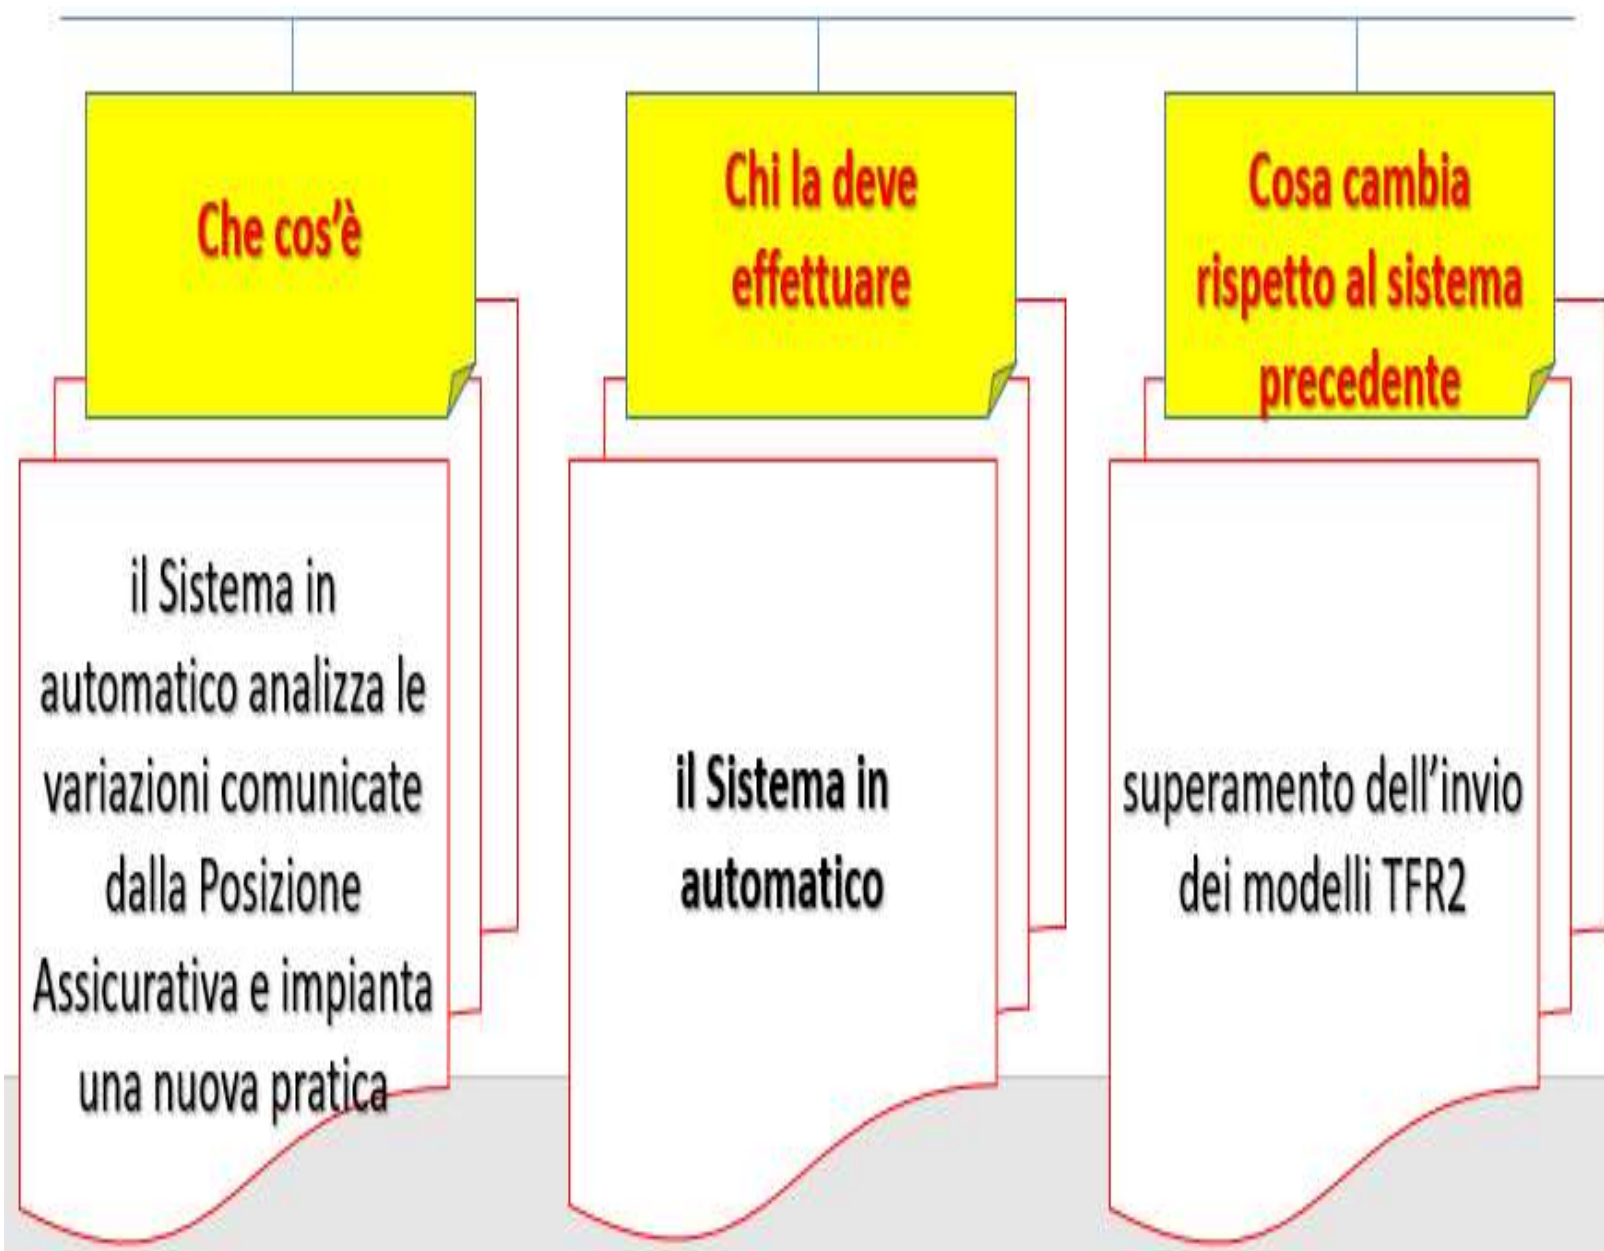 Che cos'è
il Sistema in
automatico analizza le
variazioni comunicate
dalla Posizione
Assicurativa e impianta
una nuova pratica
Chi la deve
effettuare
il Sistema in
automatico
Cosa cambia
rispetto al sistema
precedente
superamento dell'invio
dei modelli TFR2